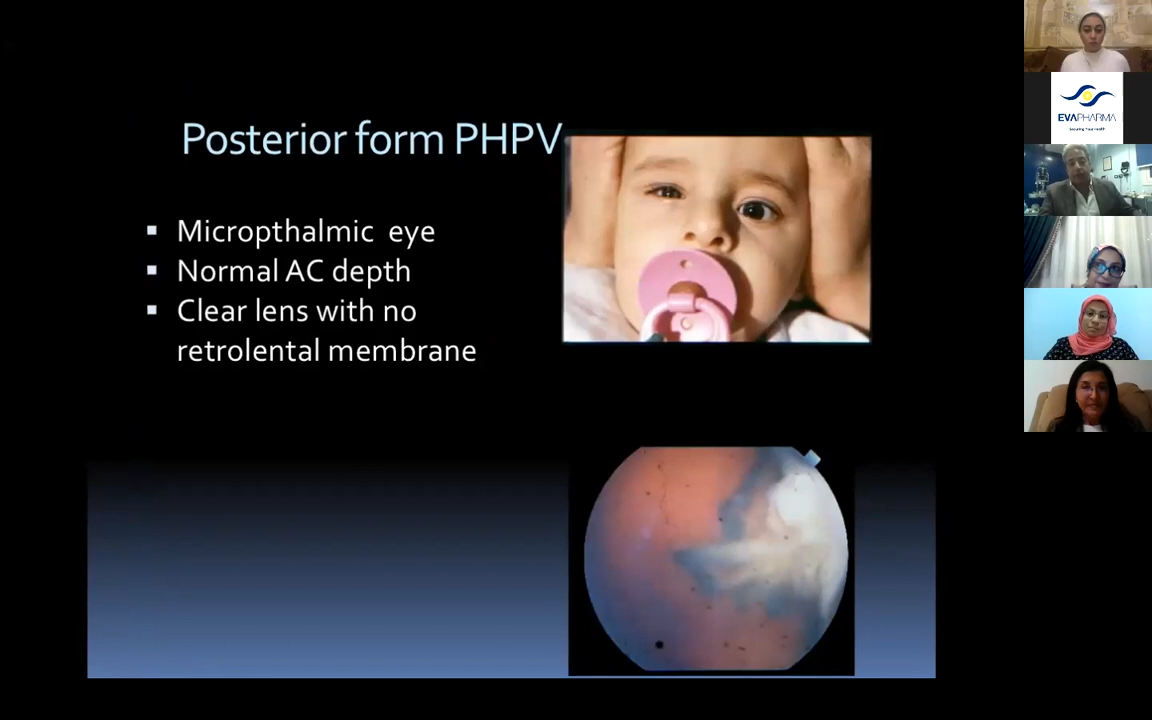 Posterior form PHPV
Micropthalmic eye
Normal AC depth
Clear lens with no
retrolental membrane
EVAPHARMA
Securing Your Health